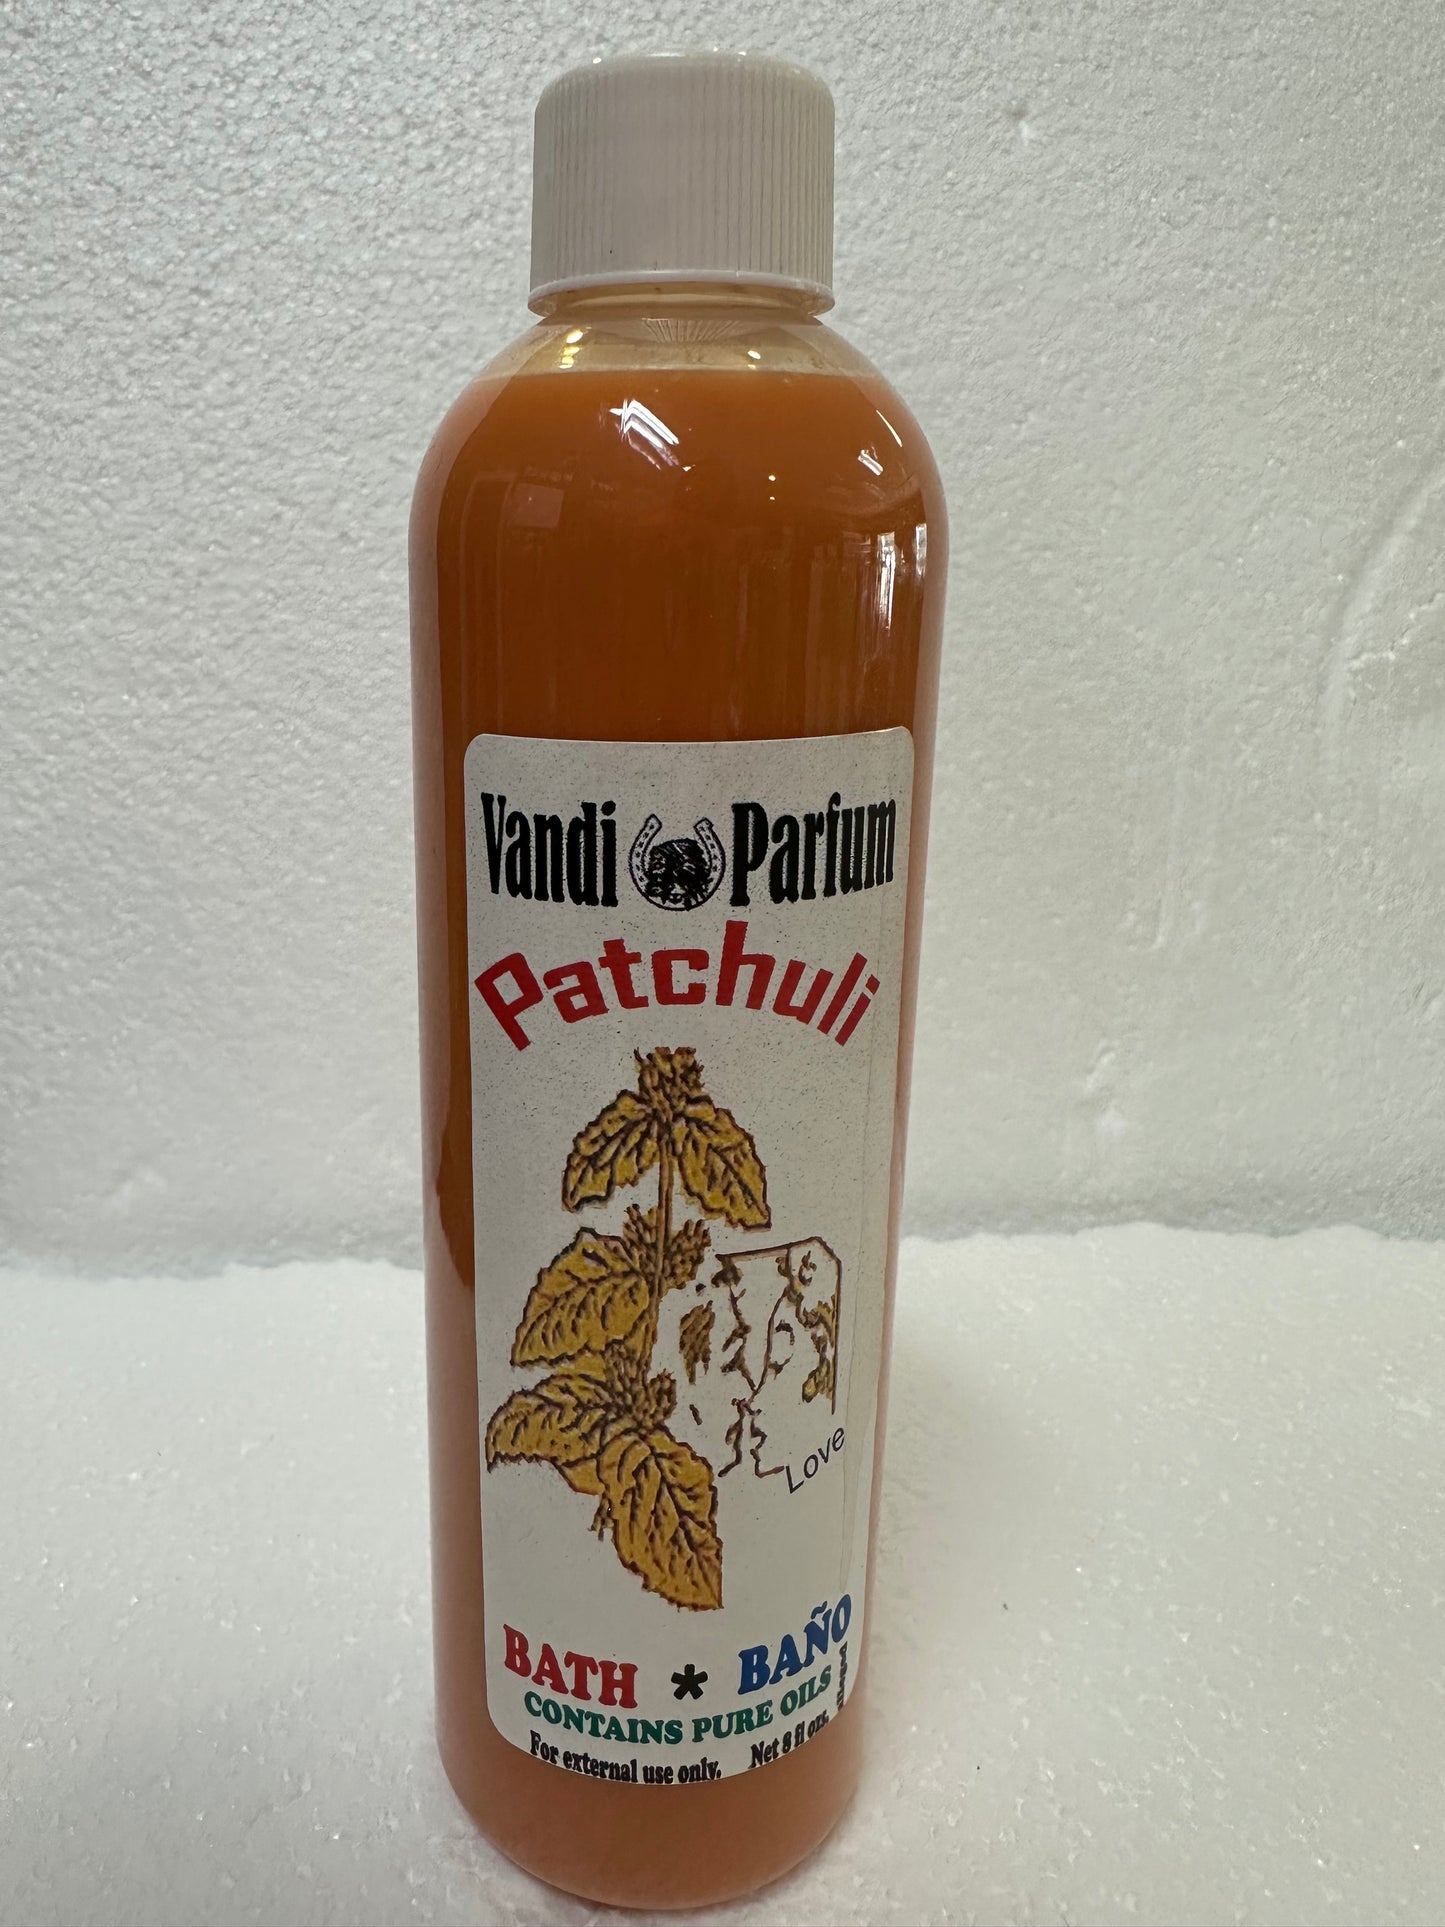 Vandi Parfum
Patchuli
Love
BATH * BAÑO
CONTAINS PURE OILS
For external use only. Net 8 fl ozs.